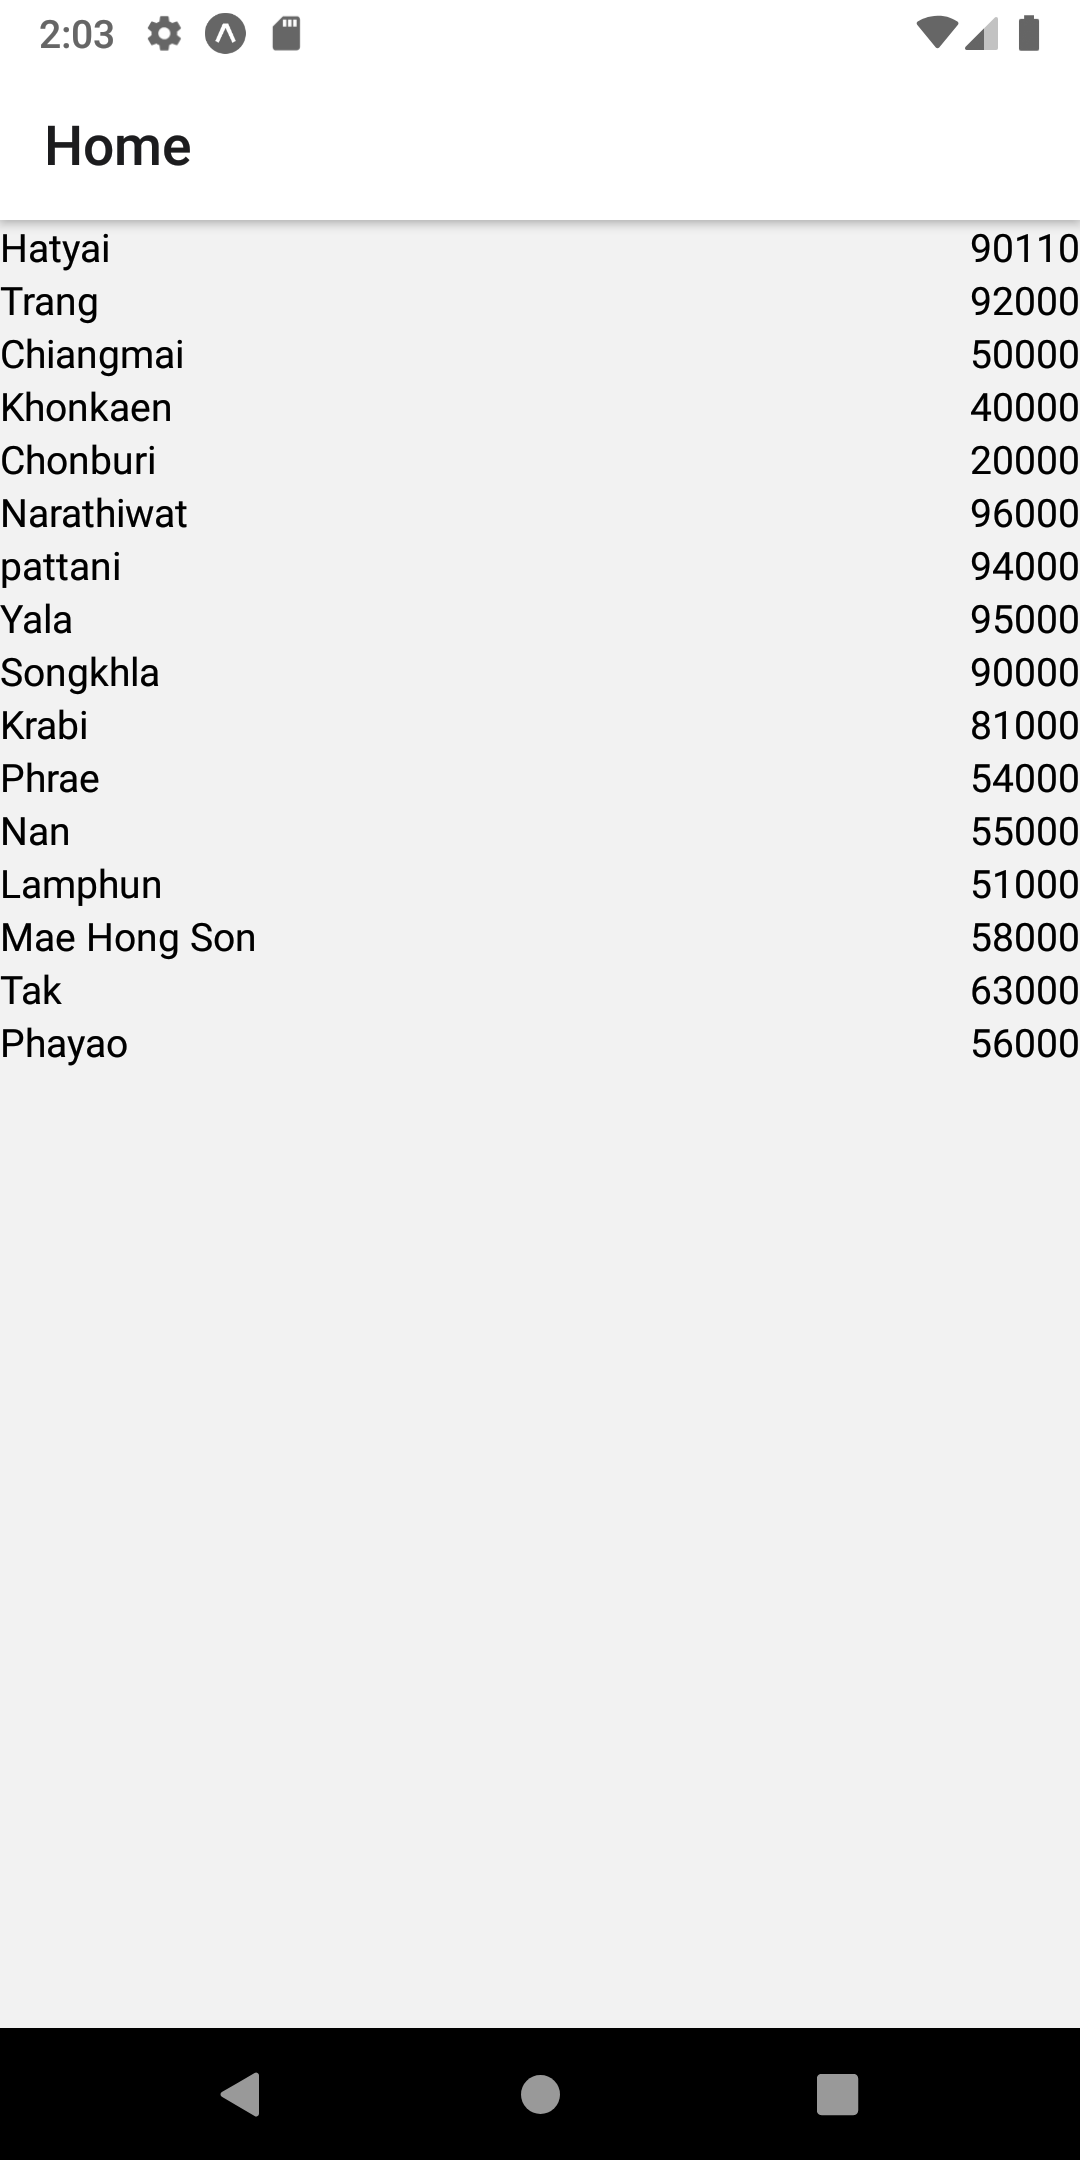 2:03
Home
Hatyai 90110
Trang 92000
Chiangmai 50000
Khonkaen 40000
Chonburi 20000
Narathiwat 96000
pattani 94000
Yala 95000
Songkhla 90000
Krabi 81000
Phrae 54000
Nan 55000
Lamphun 51000
Mae Hong Son 58000
Tak 63000
Phayao 56000